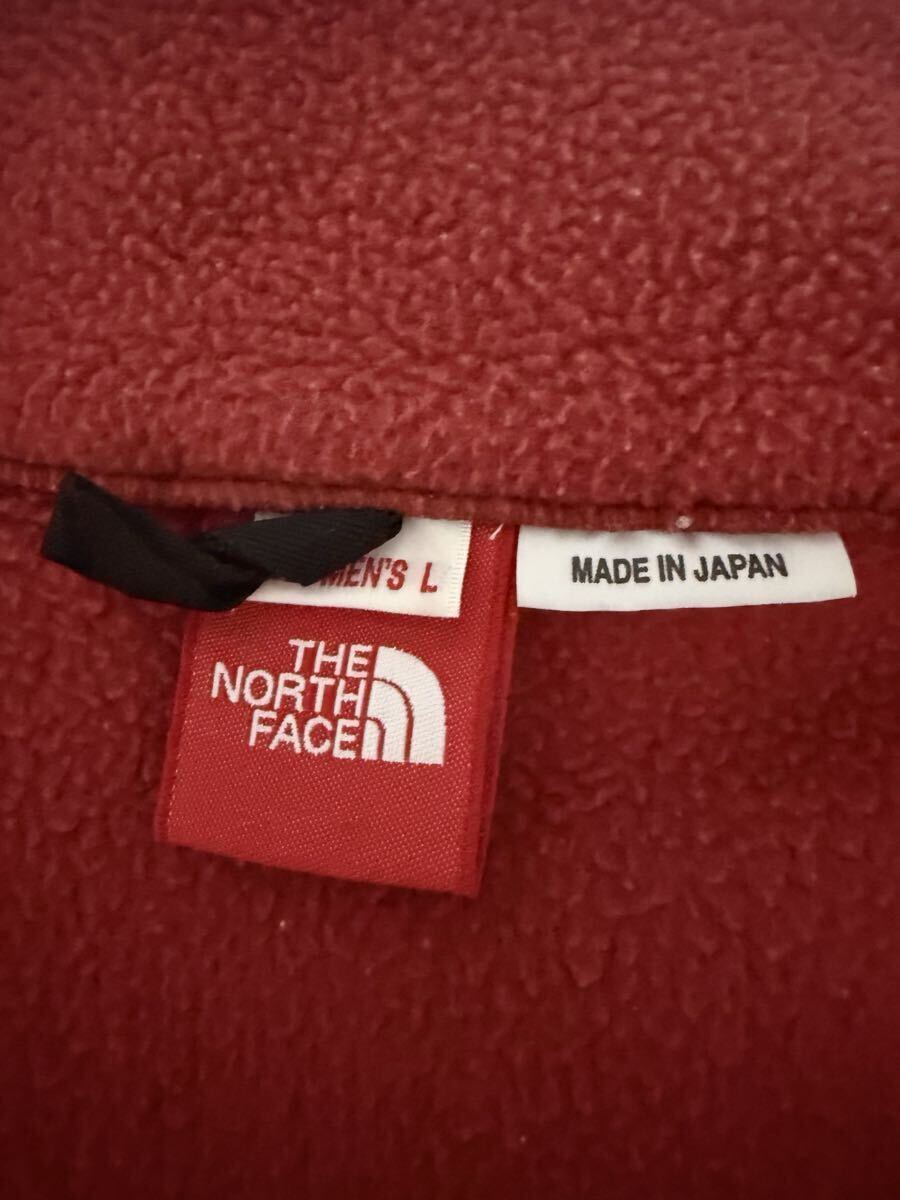 MEN'S L
MADE IN JAPAN
THE
NORTH
FACE